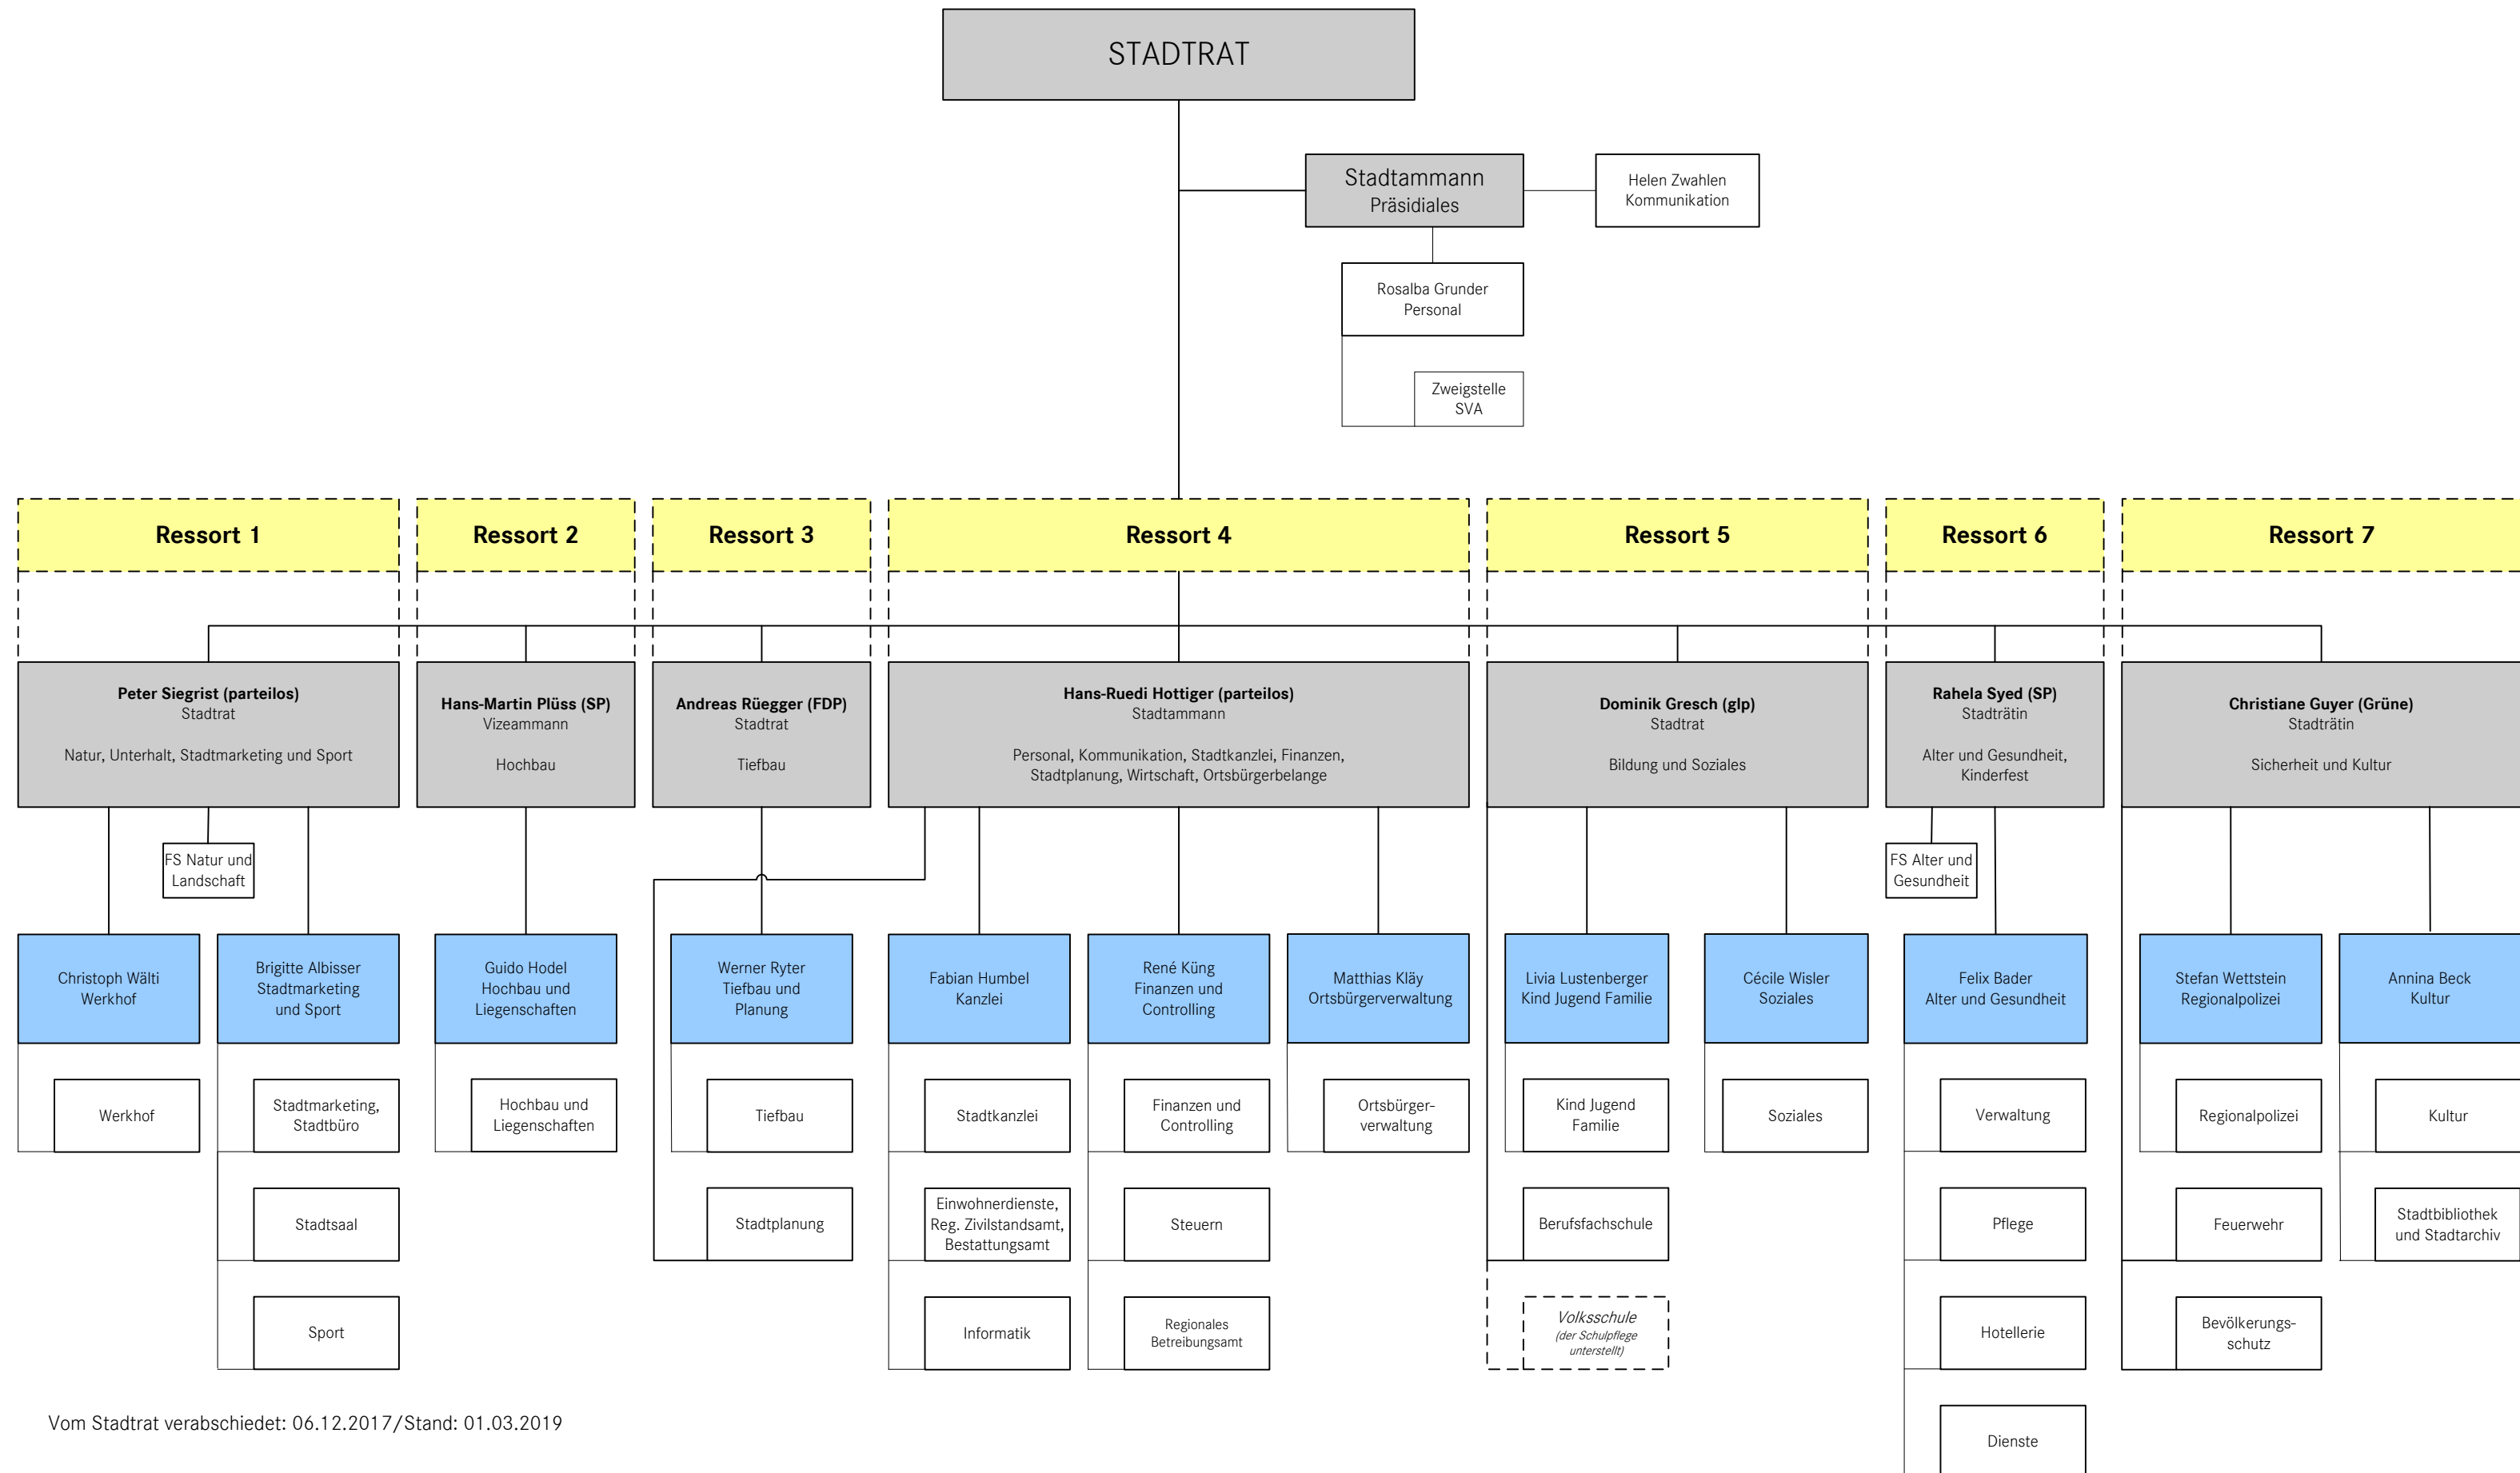 STADTRAT
Stadtammann
Präsidiales
Helen Zwahlen
Kommunikation
Rosalba Grunder
Personal
Zweigstelle
SVA
Ressort 1
Ressort 2
Ressort 3
Ressort 4
Ressort 5
Ressort 6
Ressort 7
Peter Siegrist (parteilos)
Stadtrat
Natur, Unterhalt, Stadtmarketing und Sport
Hans-Martin Plüss (SP)
Vizeammann
Hochbau
Andreas Rüegger (FDP)
Stadtrat
Tiefbau
Hans-Ruedi Hottiger (parteilos)
Stadtammann
Personal, Kommunikation, Stadtkanzlei, Finanzen,
Stadtplanung, Wirtschaft, Ortsbürgerbelange
Dominik Gresch (glp)
Stadtrat
Bildung und Soziales
Rahela Syed (SP)
Stadträtin
Alter und Gesundheit,
Kinderfest
Christiane Guyer (Grüne)
Stadträtin
Sicherheit und Kultur
FS Natur und
Landschaft
FS Alter und
Gesundheit
Christoph Wälti
Werkhof
Brigitte Albisser
Stadtmarketing
und Sport
Guido Hodel
Hochbau und
Liegenschaften
Werner Ryter
Tiefbau und
Planung
Fabian Humbel
Kanzlei
René Küng
Finanzen und
Controlling
Matthias Kläy
Ortsbürgerverwaltung
Livia Lustenberger
Kind Jugend Familie
Cécile Wisler
Soziales
Felix Bader
Alter und Gesundheit
Stefan Wettstein
Regionalpolizei
Annina Beck
Kultur
Werkhof
Stadtmarketing,
Stadtbüro
Hochbau und
Liegenschaften
Tiefbau
Stadtkanzlei
Finanzen und
Controlling
Ortsbürger-
verwaltung
Kind Jugend
Familie
Soziales
Verwaltung
Regionalpolizei
Kultur
Stadtsaal
Stadtplanung
Einwohnerdienste,
Reg. Zivilstandsamt,
Bestattungsamt
Steuern
Berufsfachschule
Pflege
Feuerwehr
Stadtbibliothek
und Stadtarchiv
Sport
Informatik
Regionales
Betreibungsamt
Volksschule
(der Schulpflege
unterstellt)
Hotellerie
Bevölkerungs-
schutz
Dienste
Vom Stadtrat verabschiedet: 06.12.2017/Stand: 01.03.2019